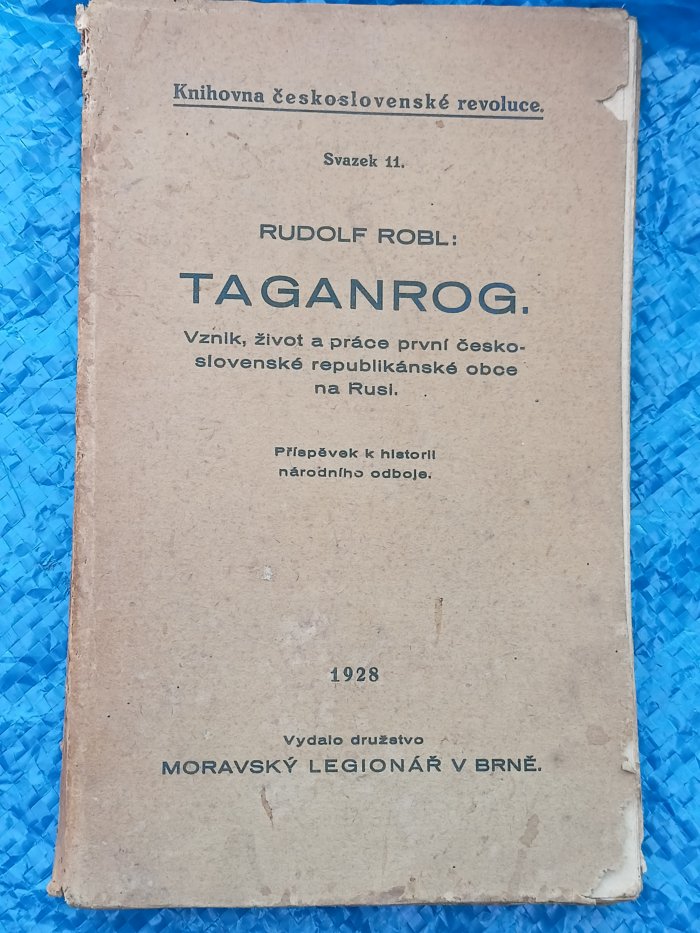 Knihovna československé revoluce.
Svazek 11.
RUDOLF ROBL:
TAGANROG.
Vznik, život a práce první česko-
slovenské republikánské obce
na Rusi.
Příspěvek k historii
národního odboje.
1928
Vydalo družstvo
MORAVSKÝ LEGIONÁŘ V BRNĚ.